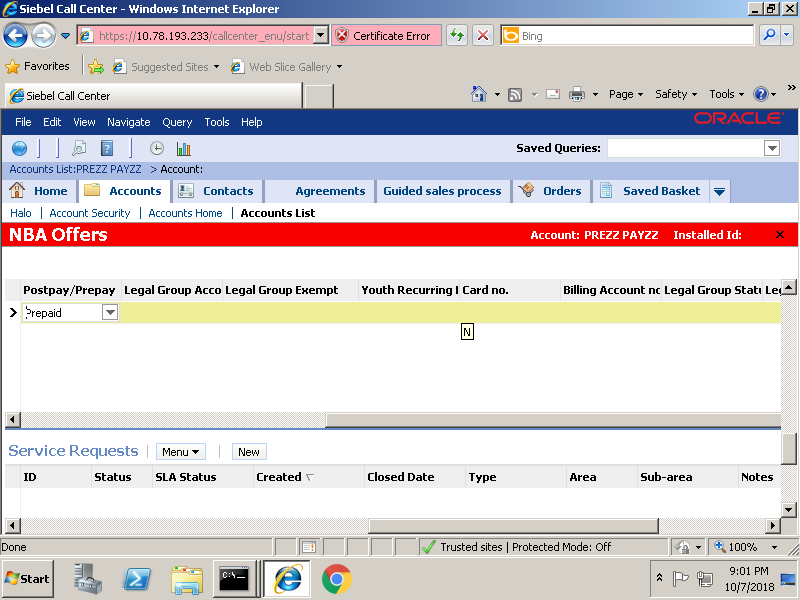 Siebel Call Center - Windows Internet Explorer
https://10.78.193.233/callcenter_enu/start
Certificate Error
Bing
Favorites
Suggested Sites
Web Slice Gallery
Siebel Call Center
Page
Safety
Tools
File Edit View Navigate Query Tools Help
ORACLE
Saved Queries:
Accounts List:PREZZ PAYZZ > Account:
Home
Accounts
Contacts
Agreements
Guided sales process
Orders
Saved Basket
Halo | Account Security | Accounts Home | Accounts List
NBA Offers
Account: PREZZ PAYZZ Installed Id:
Postpay/Prepay Legal Group Acco Legal Group Exempt Youth Recurring Card no. Billing Account no Legal Group Statu Leg
Prepaid
N
Service Requests | Menu | New
ID Status SLA Status Created Closed Date Type Area Sub-area Notes
Done
Trusted sites | Protected Mode: Off
100%
Start
C:\.
9:01 PM
10/7/2018